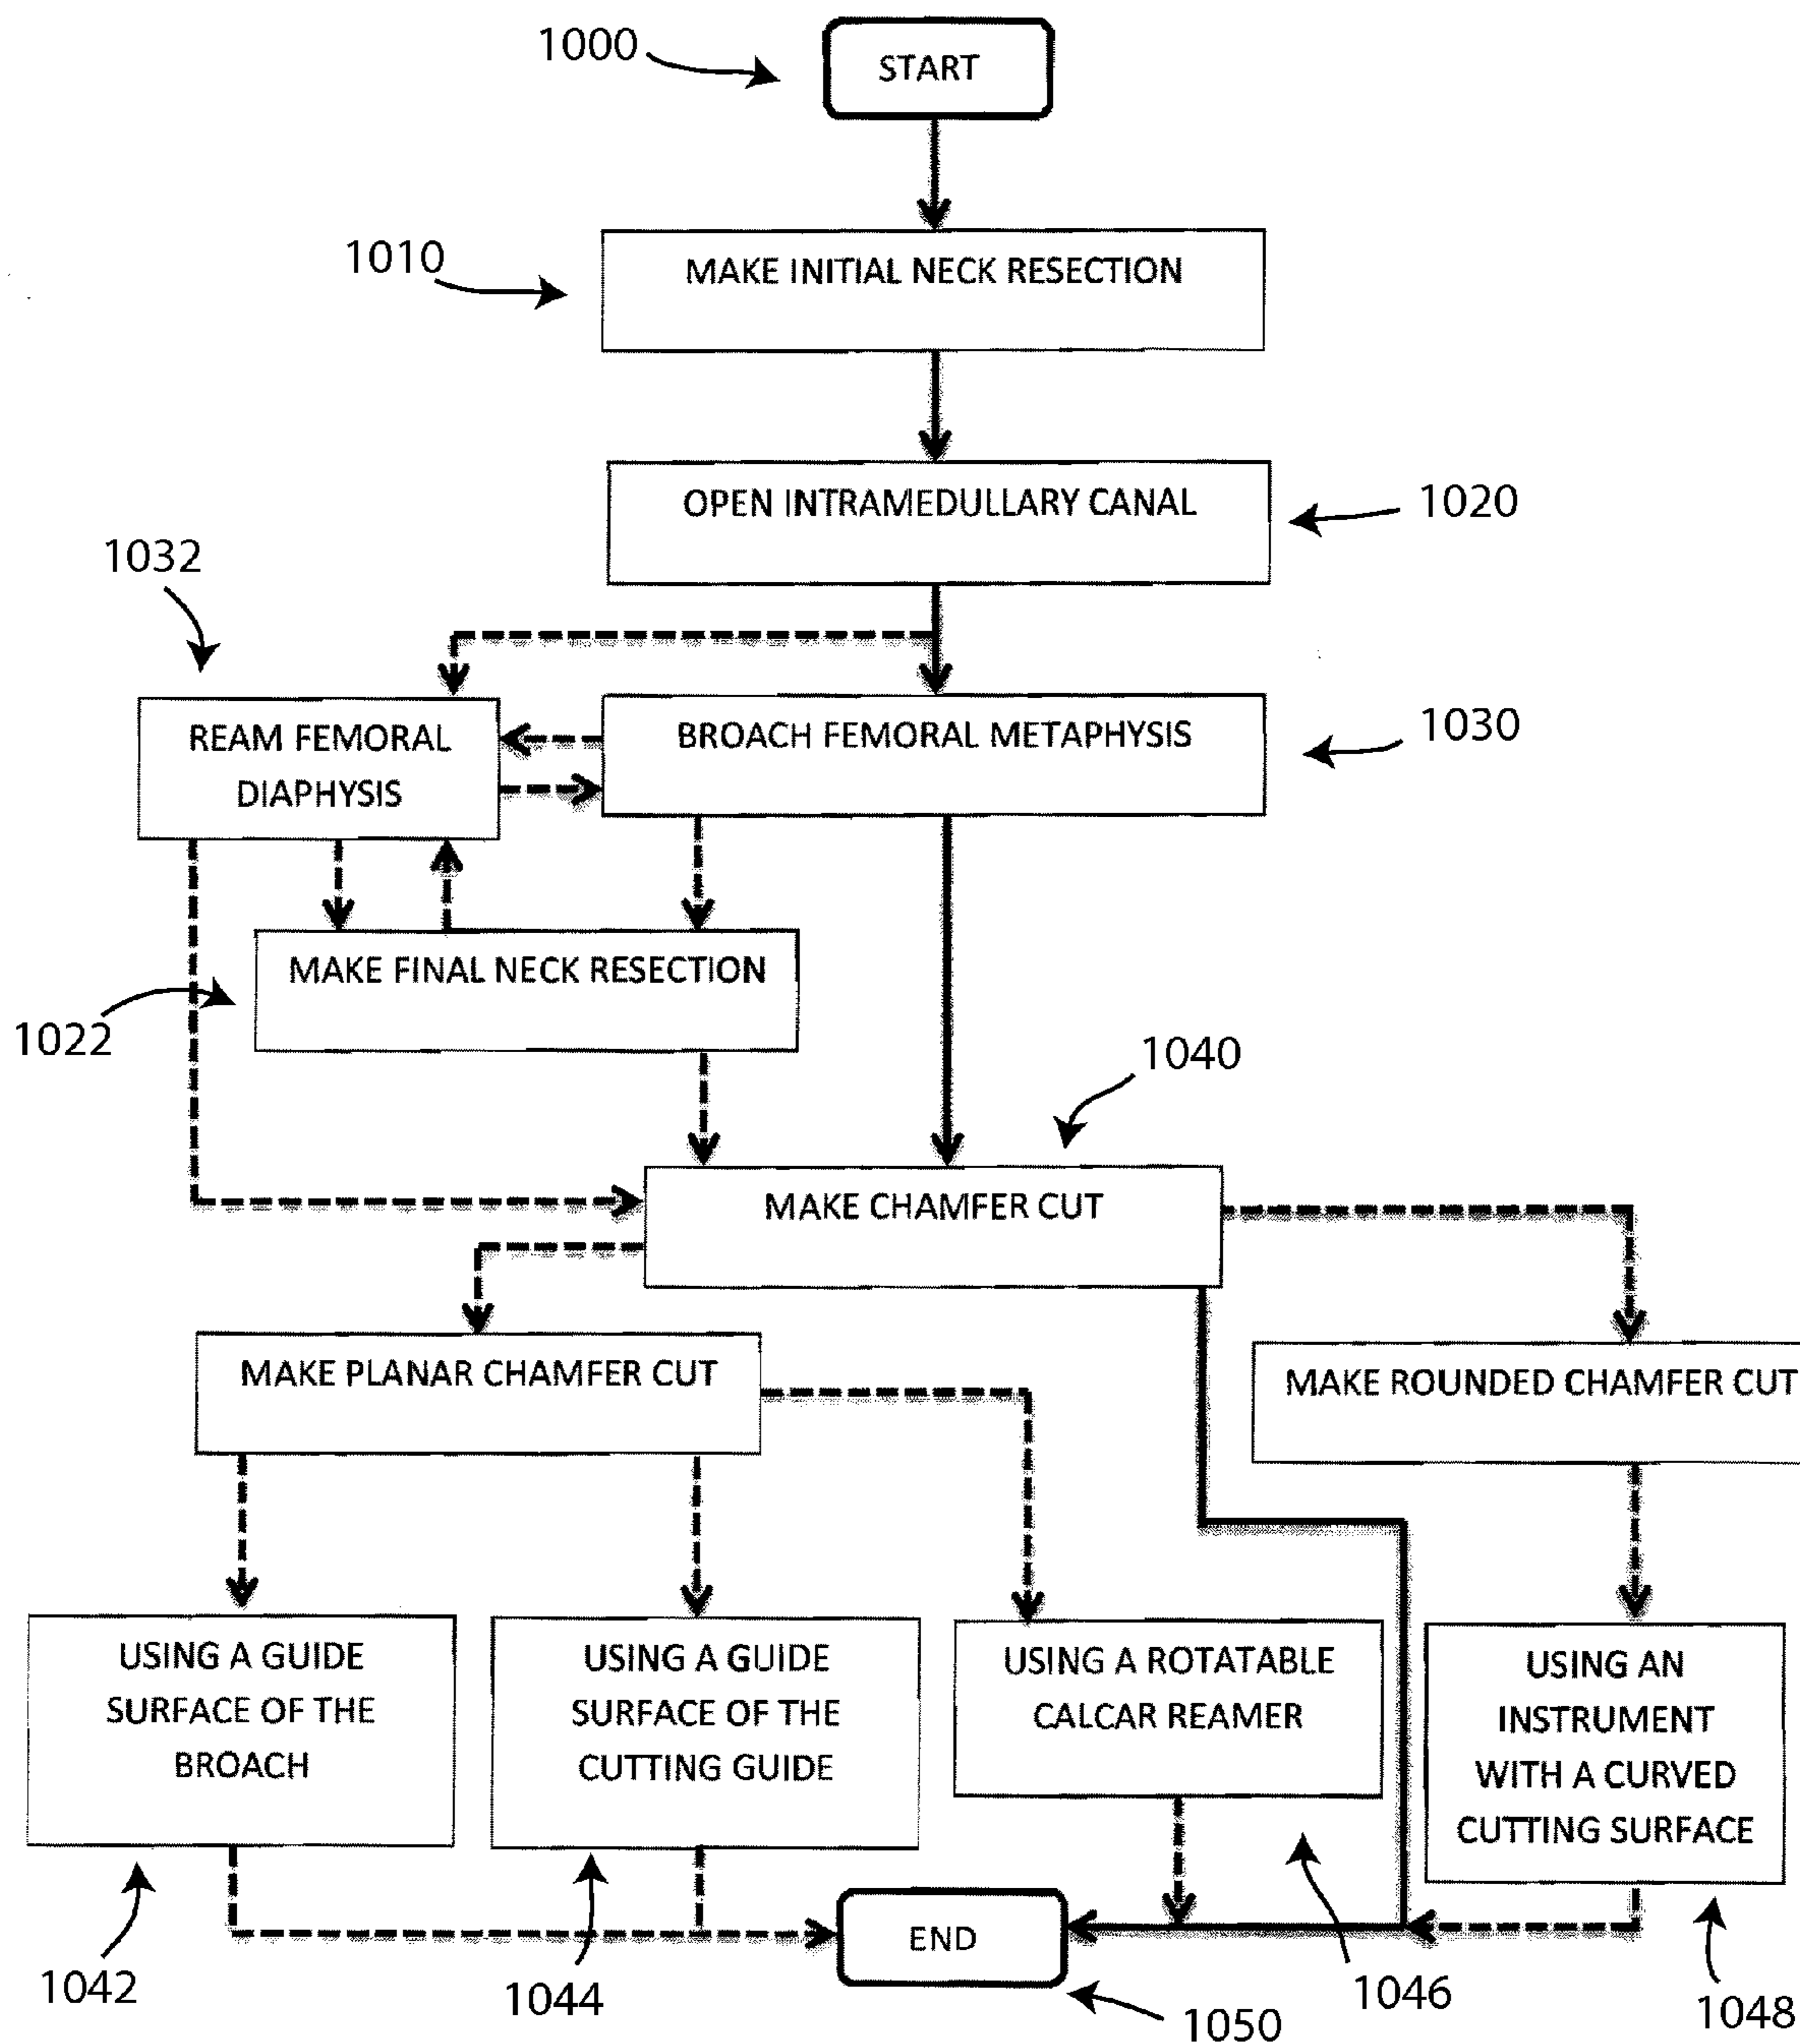 1000
START
1010
MAKE INITIAL NECK RESECTION
OPEN INTRAMEDULLARY CANAL
1020
1032
REAM FEMORAL
DIAPHYSIS
BROACH FEMORAL METAPHYSIS
1030
MAKE FINAL NECK RESECTION
1022
1040
MAKE CHAMFER CUT
MAKE PLANAR CHAMFER CUT
MAKE ROUNDED CHAMFER CUT
USING A GUIDE
SURFACE OF THE
BROACH
USING A GUIDE
SURFACE OF THE
CUTTING GUIDE
USING A ROTATABLE
CALCAR REAMER
USING AN
INSTRUMENT
WITH A CURVED
CUTTING SURFACE
END
1042
1044
1050
1046
1048